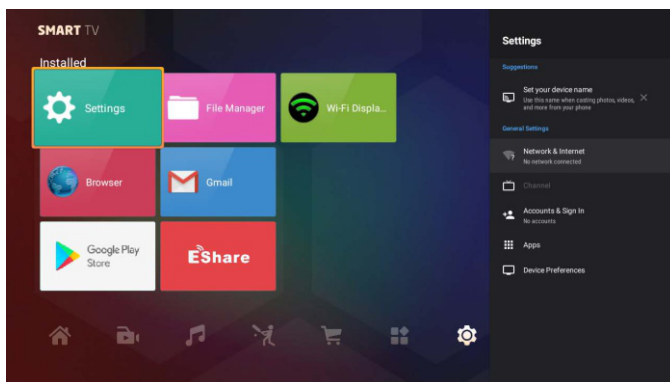 SMART TV
Installed
Settings
File Manager
Wi-Fi Displa...
Browser
Gmail
Google Play
Store
EShare
Settings
Suggestions
Set your device name
Use this name when casting photos, videos,
and more from your phone
General Settings
Network & Internet
No network connected
Channel
Accounts & Sign In
No accounts
Apps
Device Preferences